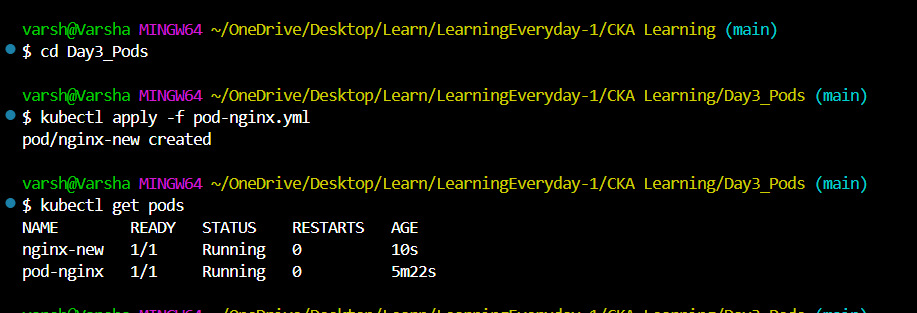 varsh@Varsha MINGW64 ~/OneDrive/Desktop/Learn/LearningEveryday-1/CKA Learning (main)
$ cd Day3_Pods
varsh@Varsha MINGW64 ~/OneDrive/Desktop/Learn/LearningEveryday-1/CKA Learning/Day3_Pods (main)
$ kubectl apply -f pod-nginx.yml
pod/nginx-new created
varsh@Varsha MINGW64 ~/OneDrive/Desktop/Learn/LearningEveryday-1/CKA Learning/Day3_Pods (main)
$ kubectl get pods
NAME        READY   STATUS    RESTARTS   AGE
nginx-new   1/1     Running   0          10s
pod-nginx   1/1     Running   0          5m22s